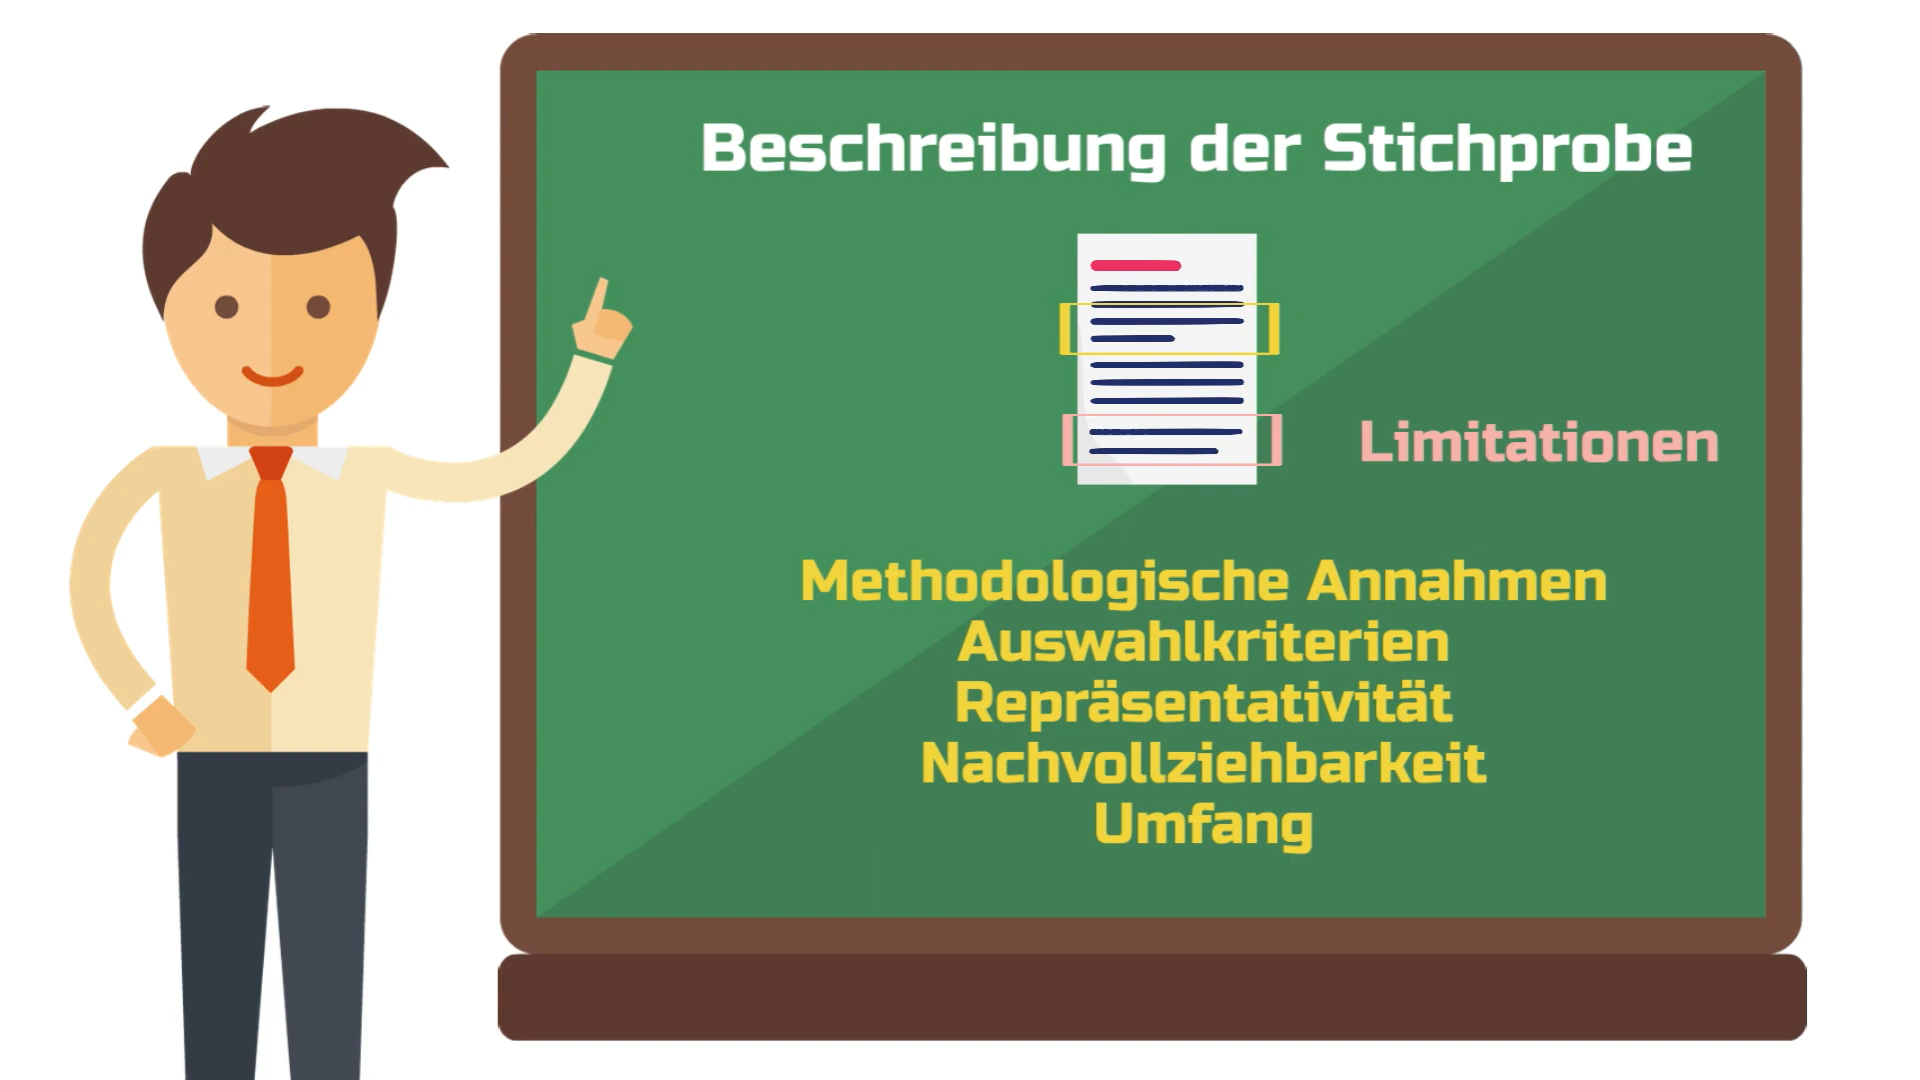 Beschreibung der Stichprobe
Limitationen
Methodologische Annahmen
Auswahlkriterien
Repräsentativität
Nachvollziehbarkeit
Umfang